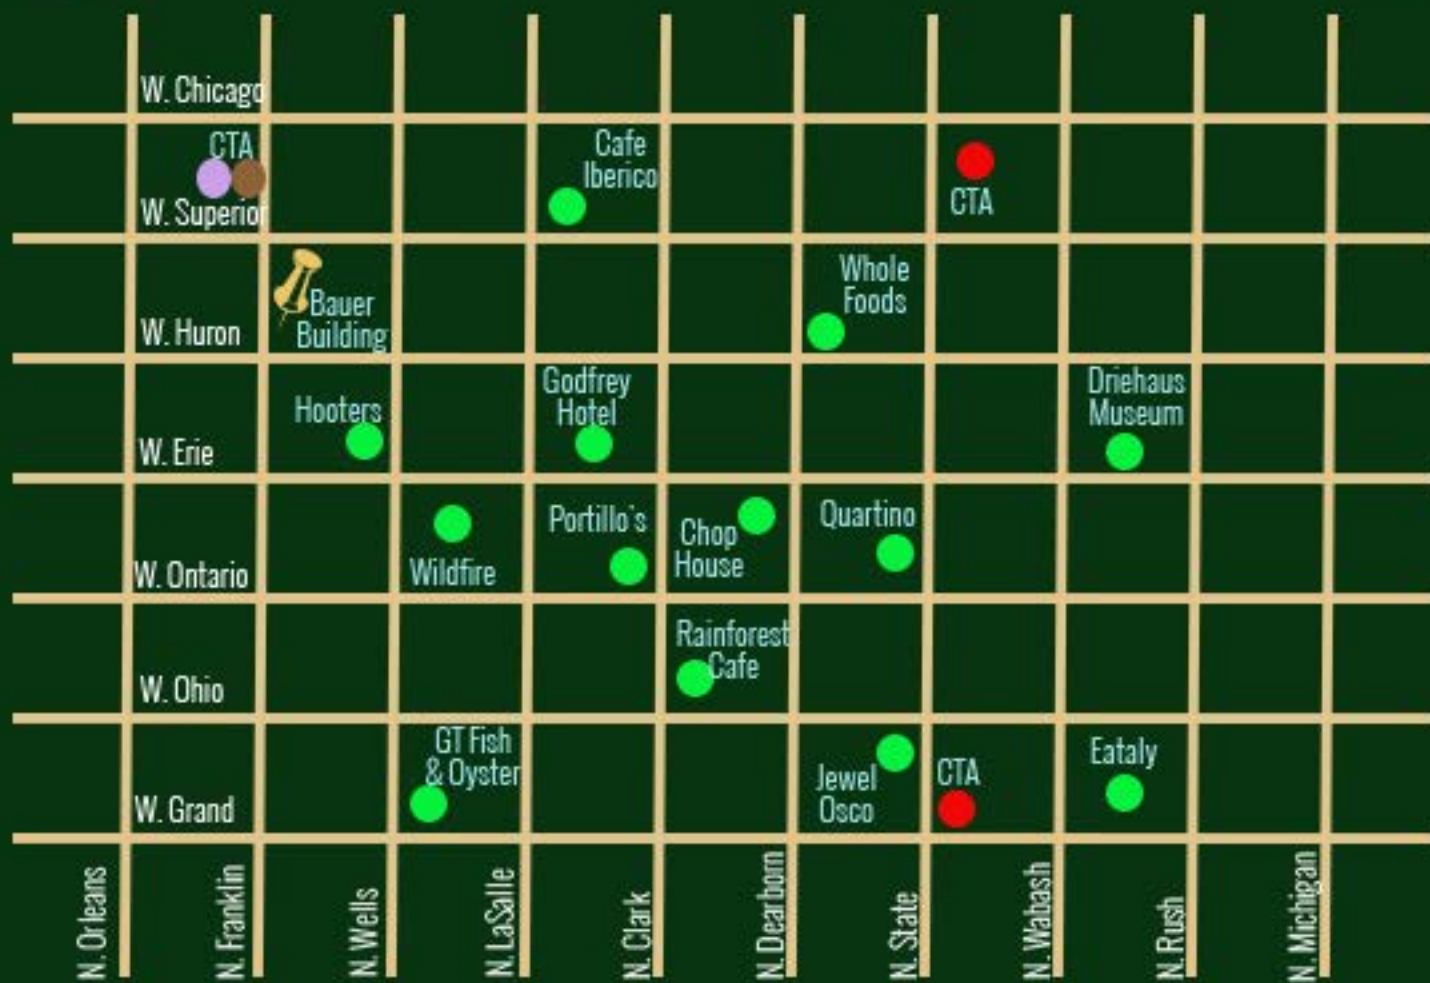 W. Chicago
CTA
Cafe
Iberico
CTA
W. Superior
Whole
Foods
Bauer
Building
W. Huron
Godfrey
Hotel
Driehaus
Museum
Hooters
W. Erie
Portillo's
Chop
House
Quartino
Wildfire
W. Ontario
Rainforest
Cafe
W. Ohio
GT Fish
& Oyster
Jewel
Osco
CTA
Eataly
W. Grand
N. Orleans
N. Franklin
N. Wells
N. LaSalle
N. Clark
N. Dearborn
N. State
N. Wabash
N. Rush
N. Michigan